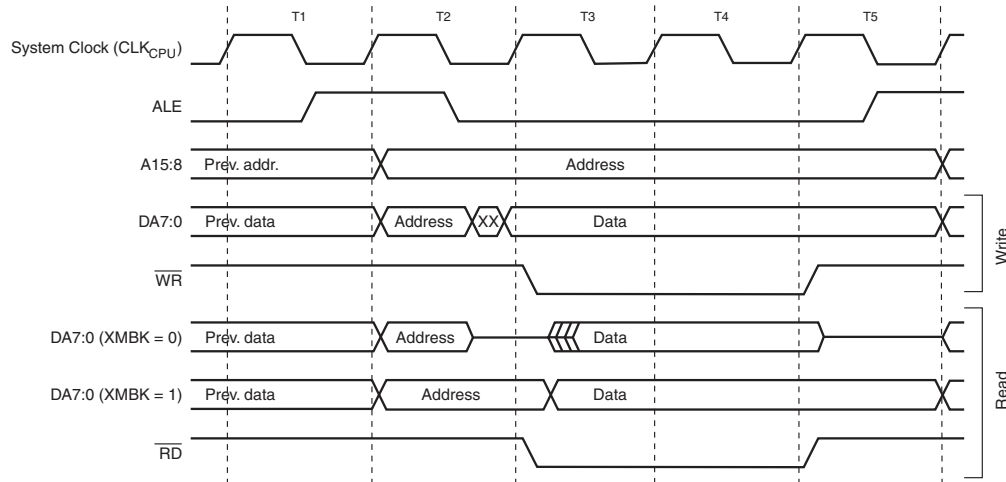 T1 T2 T3 T4 T5
System Clock (CLKCPU)
ALE
A15:8 Prev. addr. Address
DA7:0 Prev. data Address XX Data
WR
Write
DA7:0 (XMBK = 0) Prev. data Address Data
DA7:0 (XMBK = 1) Prev. data Address Data
RD
Read